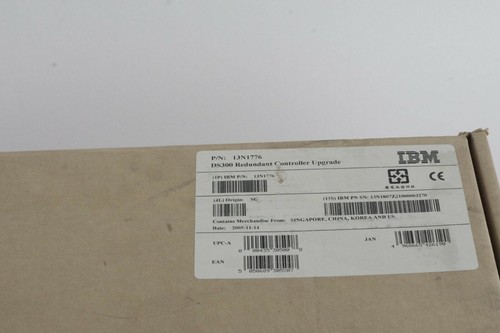 P/N: 13N1776
DS300 Redundant Controller Upgrade
IBM
(1P) IBM P/N: 13N1776
(4L) Origin: SG
Contains Merchandise From: SINGAPORE, CHINA, KOREA AND US
Date: 2005-11-14
UPC-A
JAN
EAN